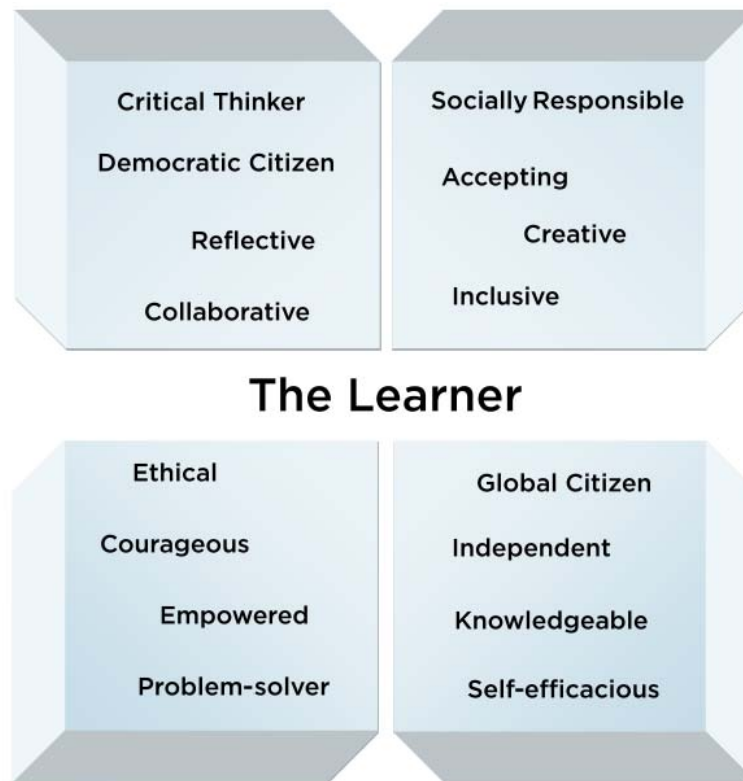 Critical Thinker
Democratic Citizen
Reflective
Collaborative
Socially Responsible
Accepting
Creative
Inclusive
The Learner
Ethical
Courageous
Empowered
Problem-solver
Global Citizen
Independent
Knowledgeable
Self-efficacious